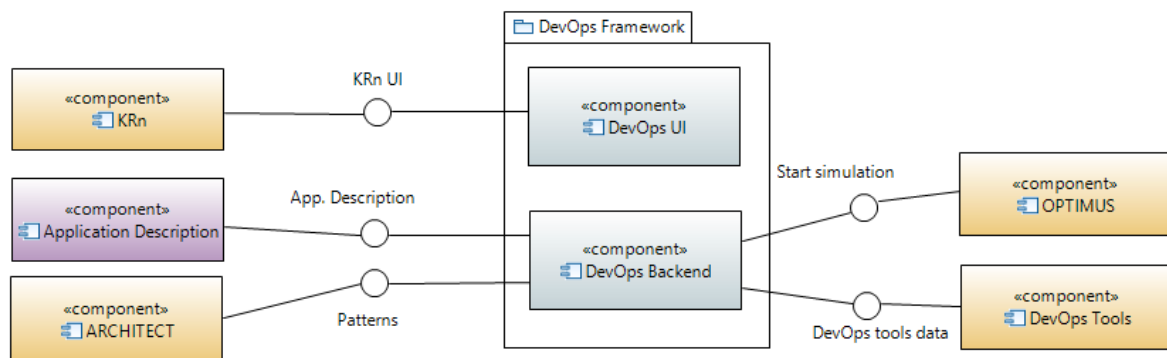 DevOps Framework
KRn UI
«component»
KRn
«component»
DevOps UI
Start simulation
«component»
OPTIMUS
App. Description
«component»
Application Description
«component»
DevOps Backend
«component»
ARCHITECT
Patterns
DevOps tools data
«component»
DevOps Tools